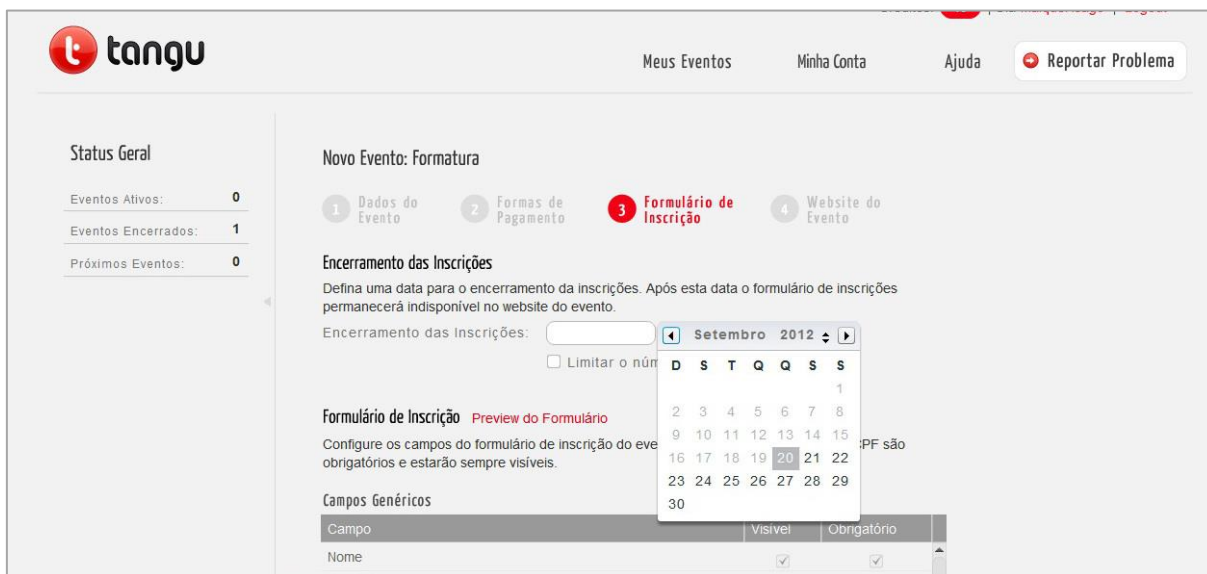 tangu
Meus Eventos Minha Conta Ajuda Reportar Problema
Status Geral
Eventos Ativos: 0
Eventos Encerrados: 1
Próximos Eventos: 0
Novo Evento: Formatura
1 Dados do Evento 2 Formas de Pagamento 3 Formulário de Inscrição 4 Website do Evento
Encerramento das Inscrições
Defina uma data para o encerramento da inscrições. Após esta data o formulário de inscrições
permanecerá indisponível no website do evento.
Encerramento das Inscrições:
Limitar o núm
Setembro 2012
D S T Q Q S S
1
2 3 4 5 6 7 8
9 10 11 12 13 14 15
16 17 18 19 20 21 22
23 24 25 26 27 28 29
30
Formulário de Inscrição Preview do Formulário
Configure os campos do formulário de inscrição do eve CPF são
obrigatórios e estarão sempre visíveis.
Campos Genéricos
Campo Visível Obrigatório
Nome